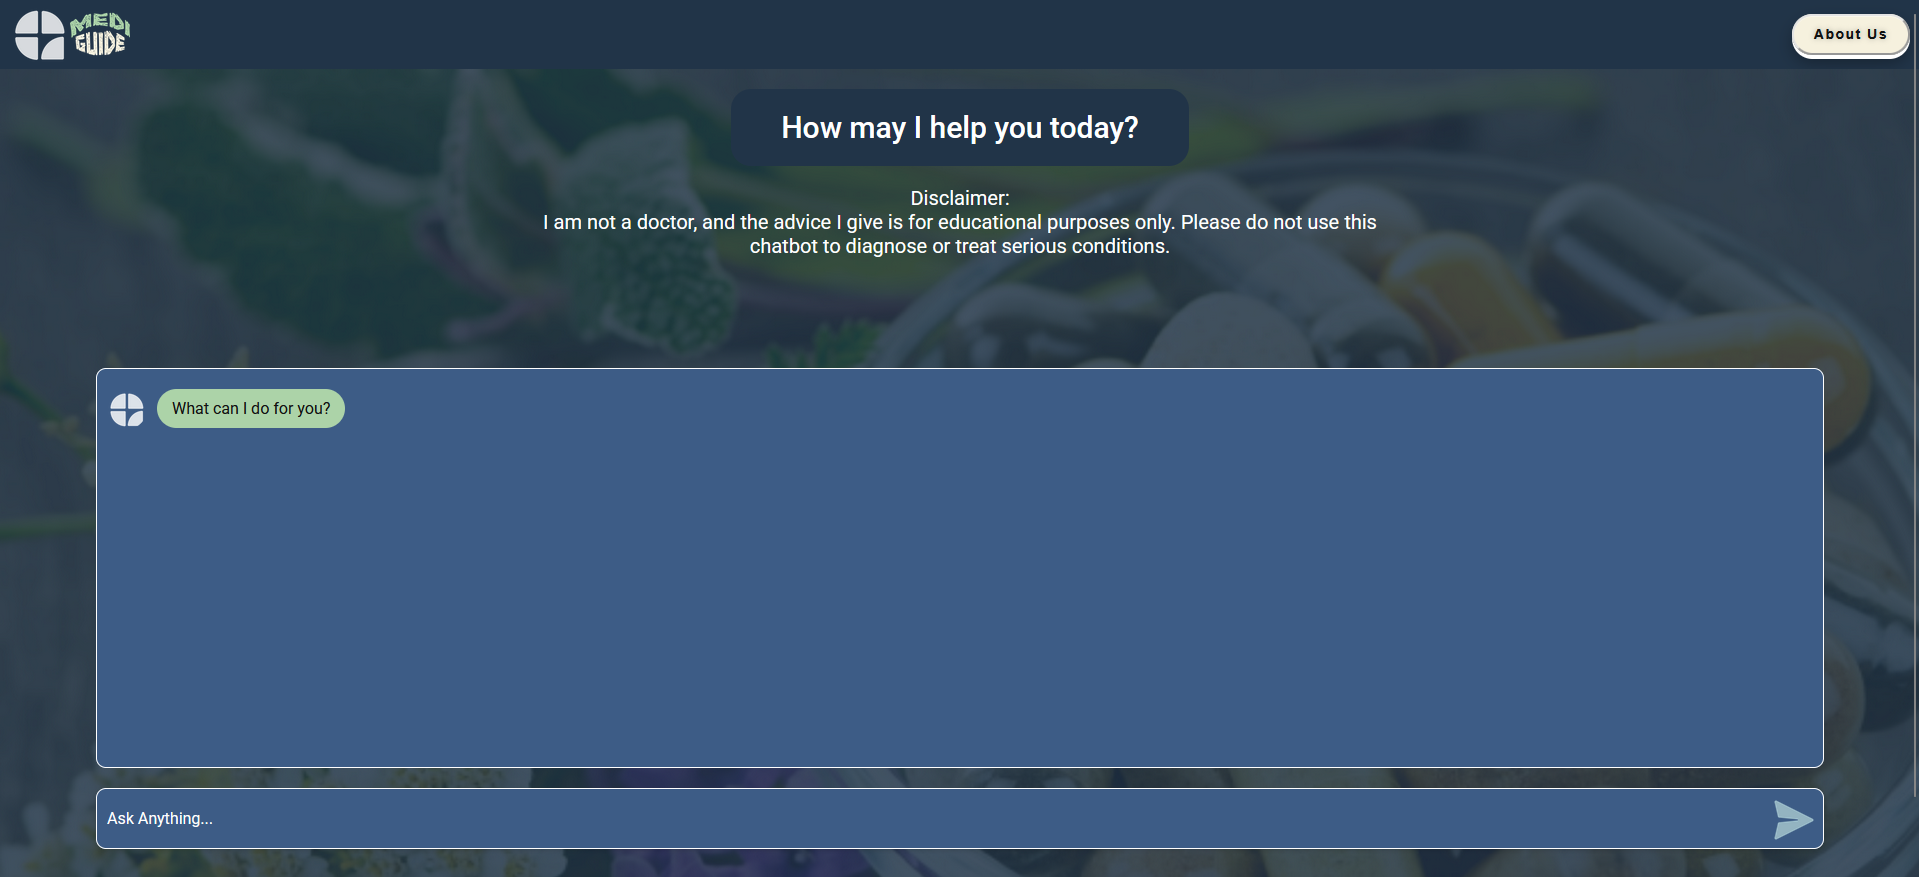 MEDI
GUIDE
About Us
How may I help you today?
Disclaimer:
I am not a doctor, and the advice I give is for educational purposes only. Please do not use this
chatbot to diagnose or treat serious conditions.
What can I do for you?
Ask Anything...